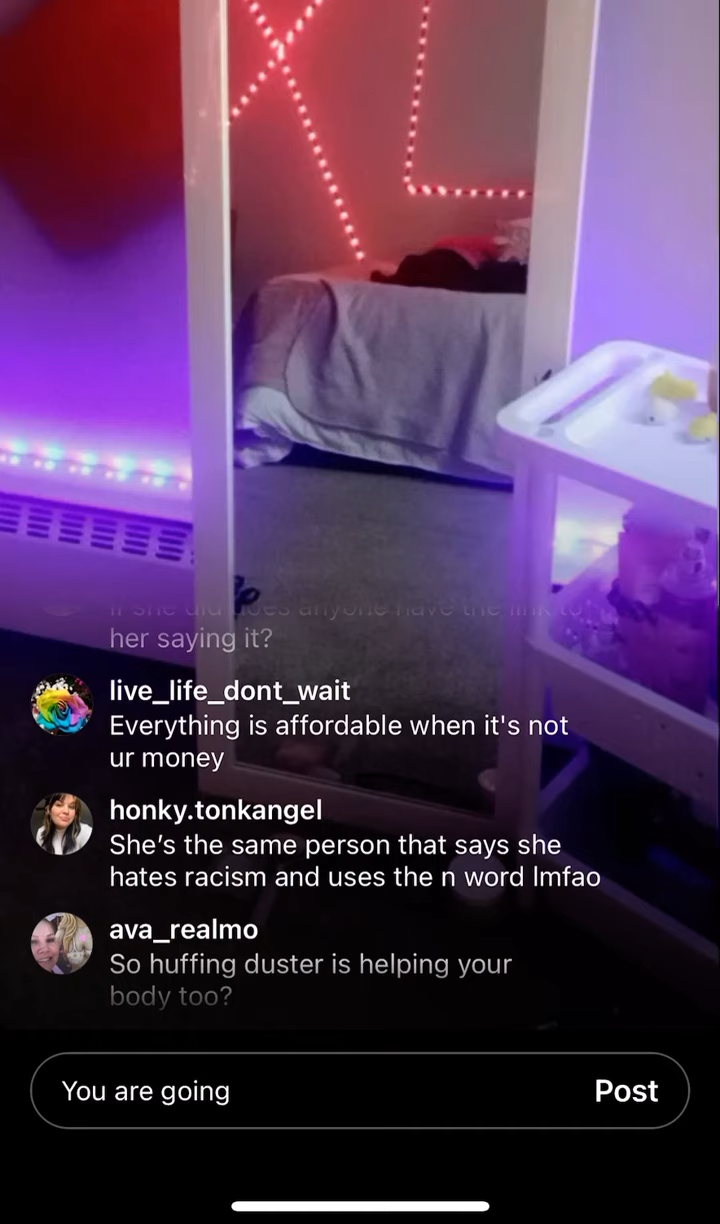 If she did does anyone have the link to
her saying it?
live_life_dont_wait
Everything is affordable when it's not
ur money
honky.tonkangel
She's the same person that says she
hates racism and uses the n word lmfao
ava_realmo
So huffing duster is helping your
body too?
You are going
Post